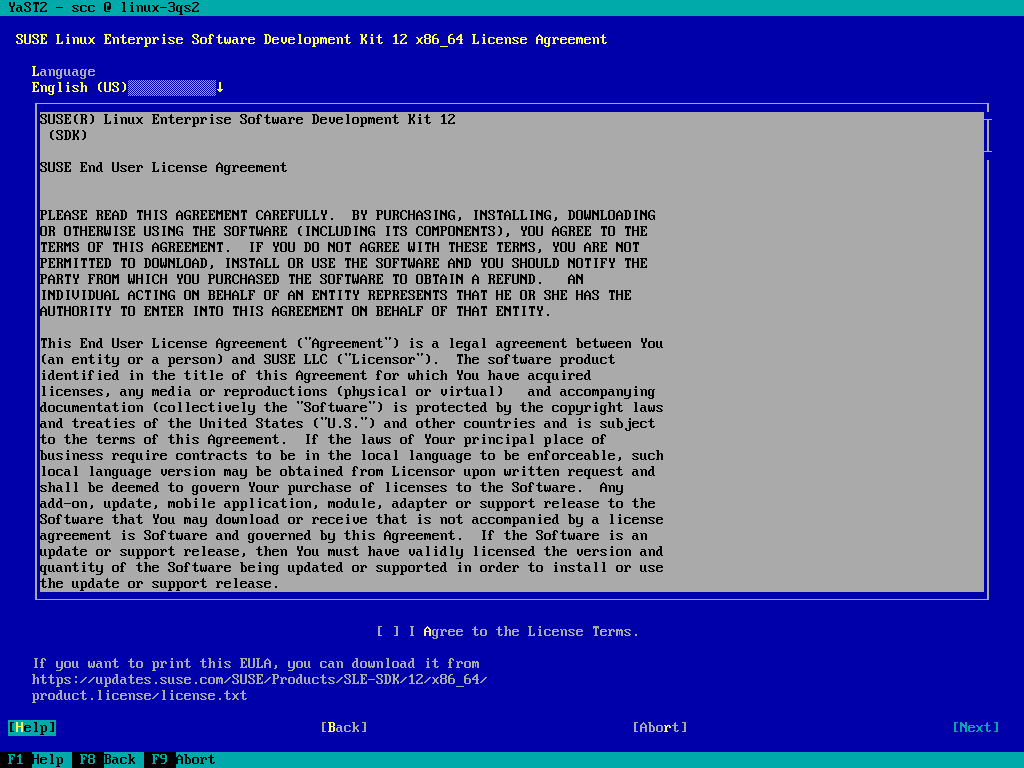 YaST2 - scc @ linux-3qs2
SUSE Linux Enterprise Software Development Kit 12 x86_64 License Agreement
Language
English (US)↓
SUSE(R) Linux Enterprise Software Development Kit 12
(SDK)
SUSE End User License Agreement
PLEASE READ THIS AGREEMENT CAREFULLY.  BY PURCHASING, INSTALLING, DOWNLOADING
OR OTHERWISE USING THE SOFTWARE (INCLUDING ITS COMPONENTS), YOU AGREE TO THE
TERMS OF THIS AGREEMENT.  IF YOU DO NOT AGREE WITH THESE TERMS, YOU ARE NOT
PERMITTED TO DOWNLOAD, INSTALL OR USE THE SOFTWARE AND YOU SHOULD NOTIFY THE
PARTY FROM WHICH YOU PURCHASED THE SOFTWARE TO OBTAIN A REFUND.   AN
INDIVIDUAL ACTING ON BEHALF OF AN ENTITY REPRESENTS THAT HE OR SHE HAS THE
AUTHORITY TO ENTER INTO THIS AGREEMENT ON BEHALF OF THAT ENTITY.
This End User License Agreement ("Agreement") is a legal agreement between You
(an entity or a person) and SUSE LLC ("Licensor").  The software product
identified in the title of this Agreement for which You have acquired
licenses, any media or reproductions (physical or virtual)   and accompanying
documentation (collectively the "Software") is protected by the copyright laws
and treaties of the United States ("U.S.") and other countries and is subject
to the terms of this Agreement.  If the laws of Your principal place of
business require contracts to be in the local language to be enforceable, such
local language version may be obtained from Licensor upon written request and
shall be deemed to govern Your purchase of licenses to the Software.  Any
add-on, update, mobile application, module, adapter or support release to the
Software that You may download or receive that is not accompanied by a license
agreement is Software and governed by this Agreement.  If the Software is an
update or support release, then You must have validly licensed the version and
quantity of the Software being updated or supported in order to install or use
the update or support release.
[ ] I Agree to the License Terms.
If you want to print this EULA, you can download it from
https://updates.suse.com/SUSE/Products/SLE-SDK/12/x86_64/
product.license/license.txt
[Help] [Back] [Abort] [Next]
F1 Help F8 Back F9 Abort